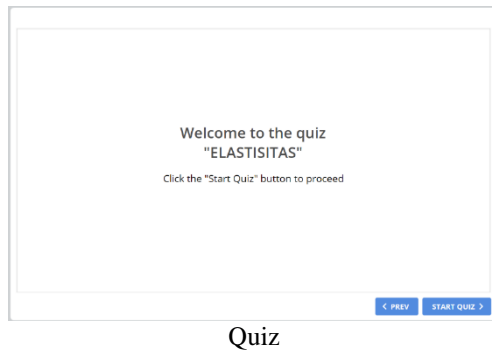 Welcome to the quiz
"ELASTISITAS"
Click the "Start Quiz" button to proceed
< PREV
START QUIZ >
Quiz